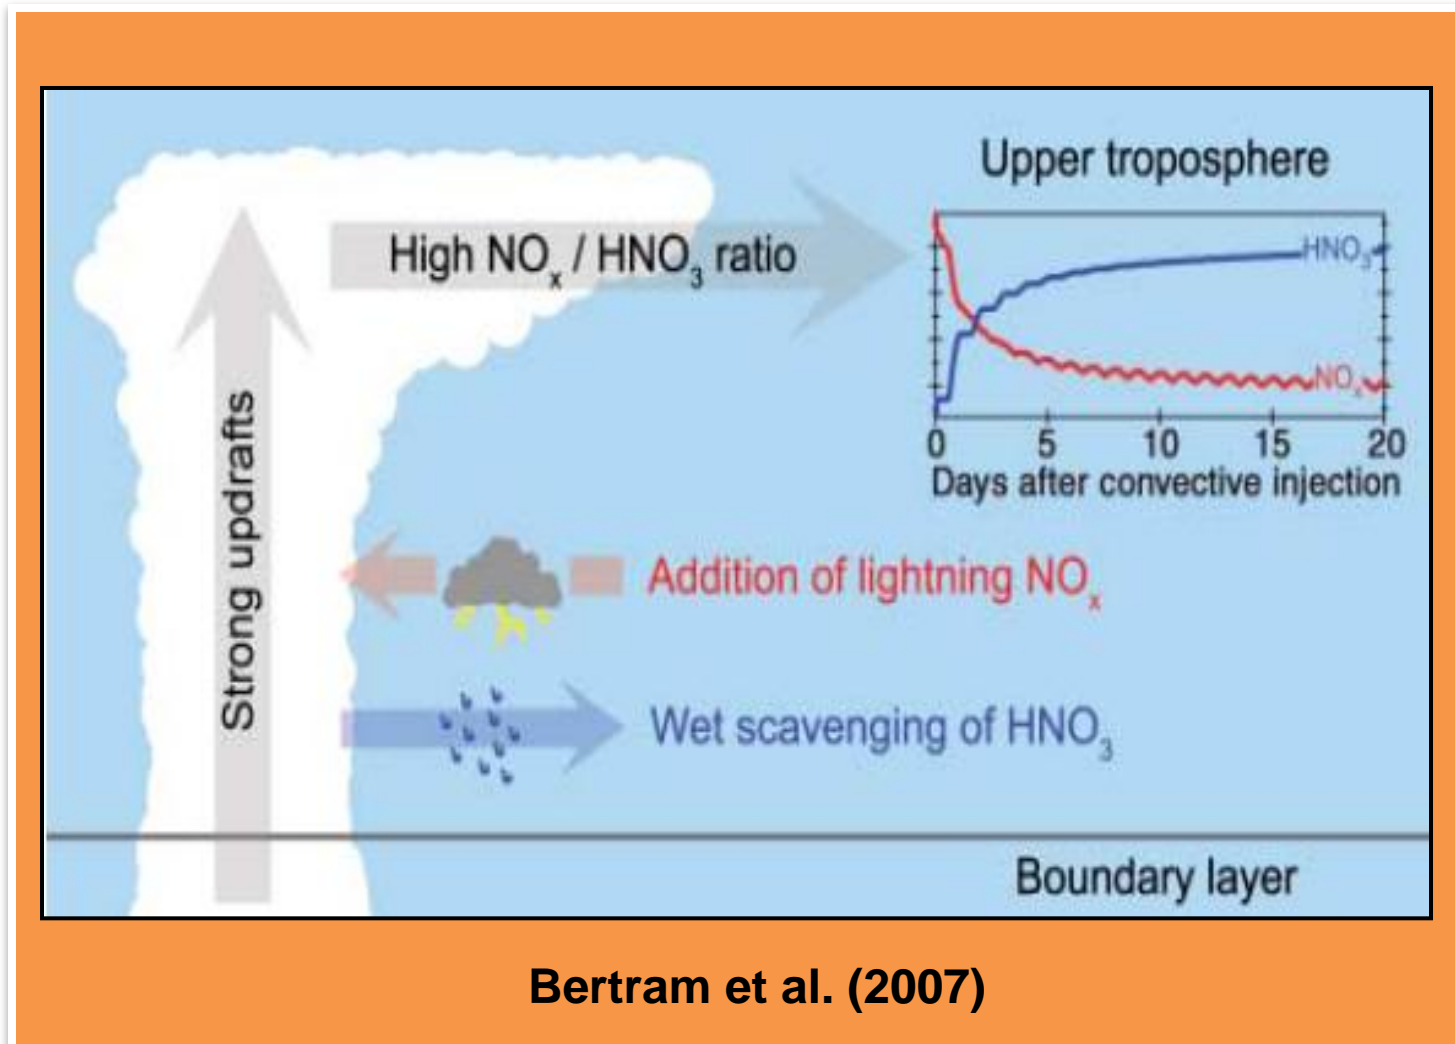 Upper troposphere
High NOₓ / HNO₃ ratio
HNO₃
NOₓ
0 5 10 15 20
Days after convective injection
Strong updrafts
Addition of lightning NOₓ
Wet scavenging of HNO₃
Boundary layer
Bertram et al. (2007)